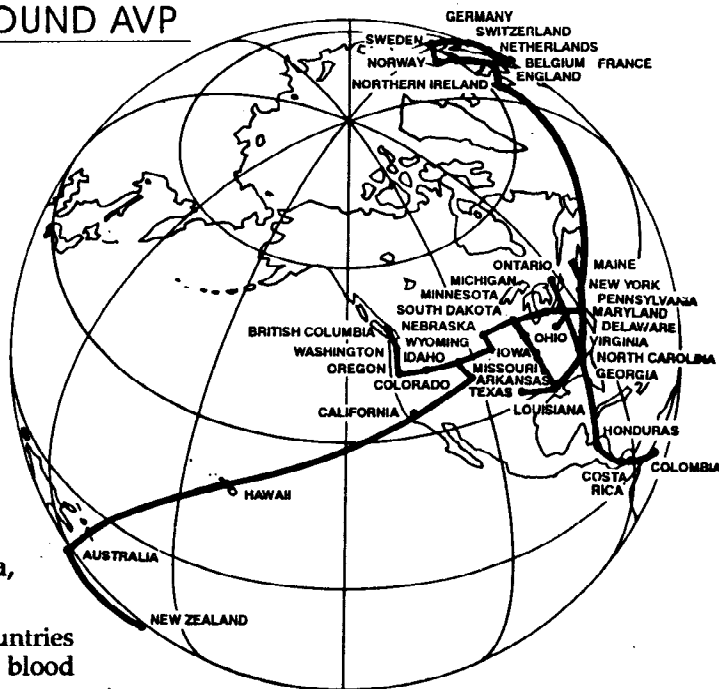 OUND AVP
GERMANY
SWITZERLAND
SWEDEN
NETHERLANDS
NORWAY
BELGIUM FRANCE
ENGLAND
NORTHERN IRELAND
ONTARIO
MAINE
MICHIGAN
NEW YORK
MINNESOTA
PENNSYLVANIA
SOUTH DAKOTA
MARYLAND
NEBRASKA
DELAWARE
BRITISH COLUMBIA
WYOMING
OHIO
VIRGINIA
WASHINGTON
IDAHO
IOWA
NORTH CAROLINA
OREGON
MISSOURI
GEORGIA
COLORADO
ARKANSAS
TEXAS
CALIFORNIA
LOUISIANA
HONDURAS
COLOMBIA
COSTA
RICA
HAWAII
AUSTRALIA
a,
NEW ZEALAND
untries
blood